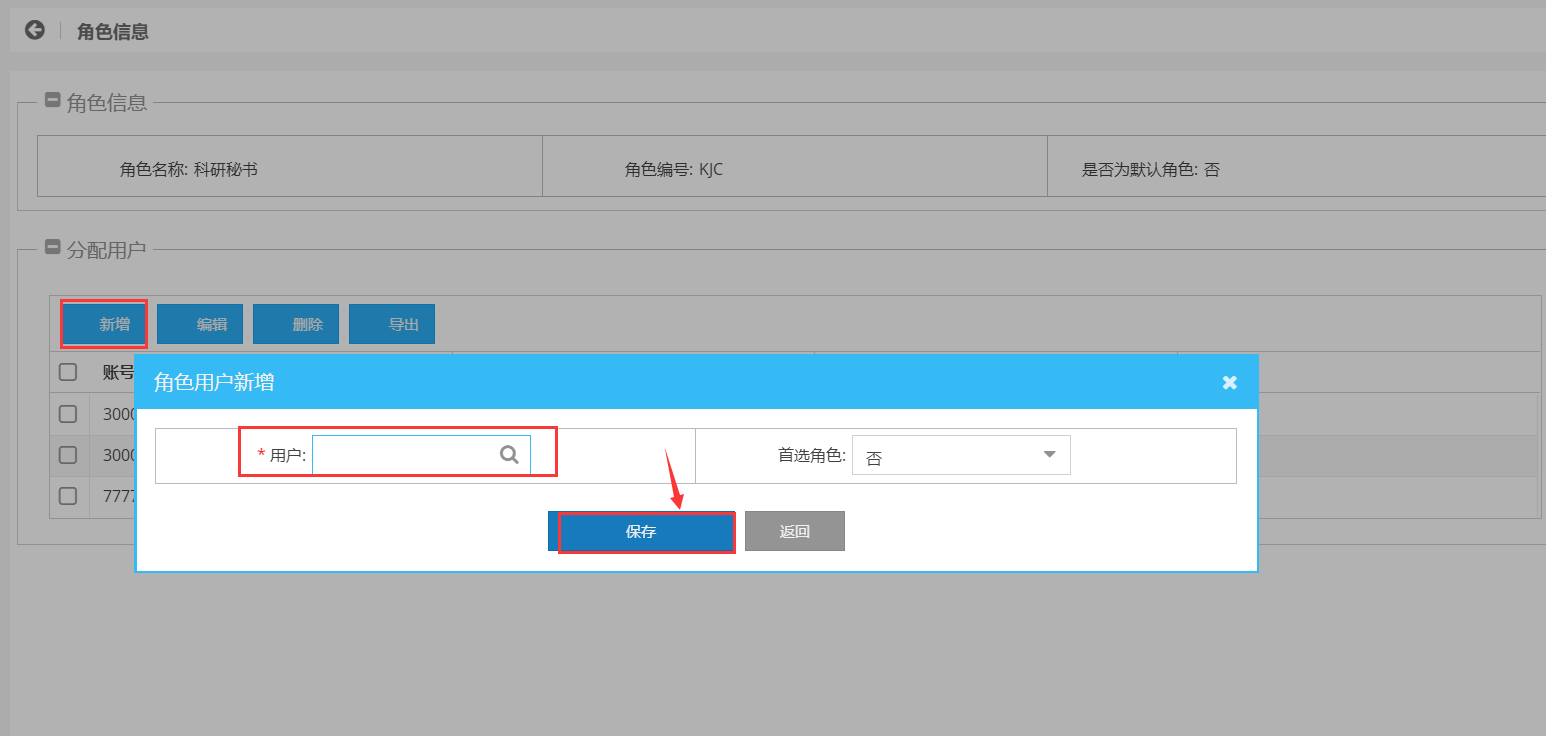 角色信息
角色信息
角色名称: 科研秘书 角色编号: KJC 是否为默认角色: 否
分配用户
新增 编辑 删除 导出
账号
角色用户新增
3000
* 用户: 首选角色: 否
3000
7777
保存 返回